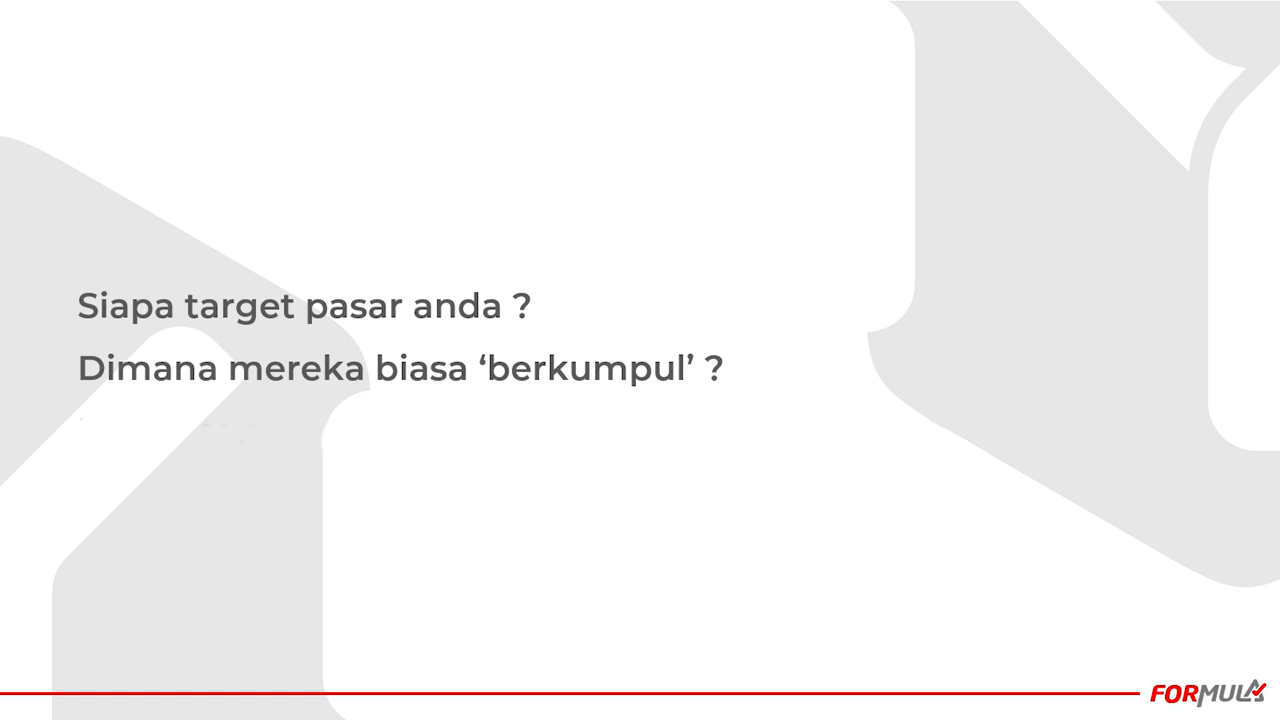 Siapa target pasar anda ?
Dimana mereka biasa ‘berkumpul’ ?
FORMULA